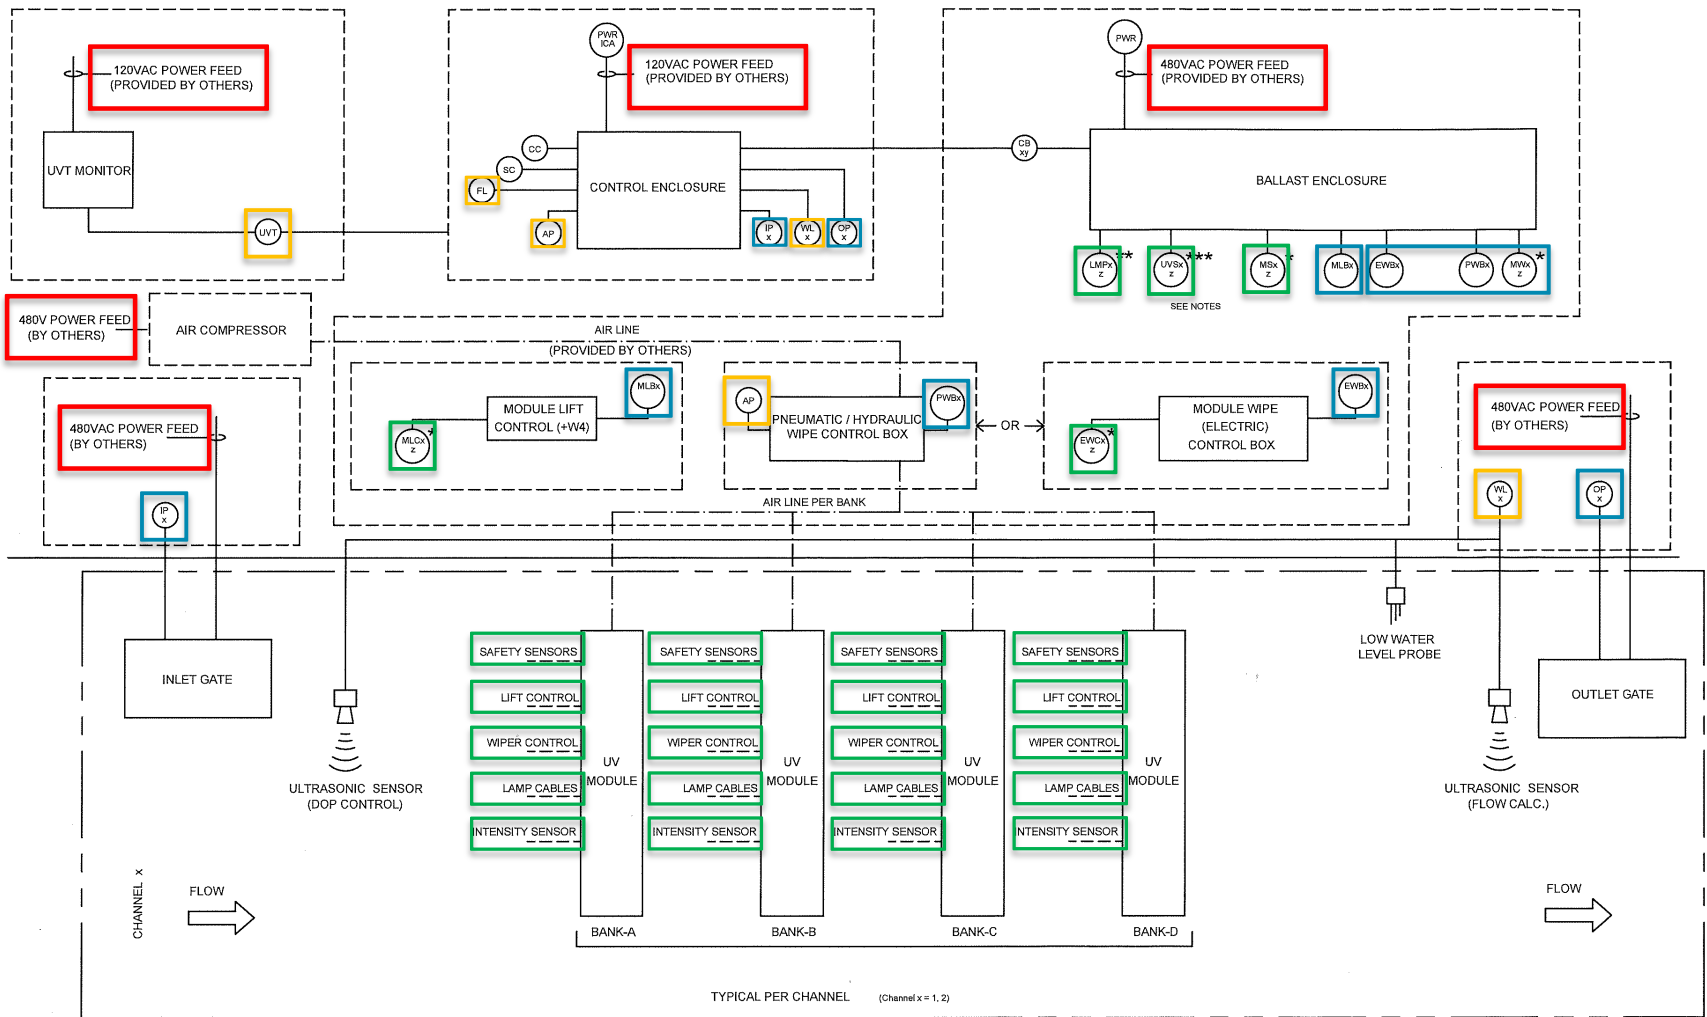 PWR
ICA
PWR
120VAC POWER FEED
(PROVIDED BY OTHERS)
120VAC POWER FEED
(PROVIDED BY OTHERS)
480VAC POWER FEED
(PROVIDED BY OTHERS)
UVT MONITOR
CC
SC
FL
AP
CONTROL ENCLOSURE
CB
xy
BALLAST ENCLOSURE
UVT
IP
x
WL
x
OP
x
LMPx
z
**
UVSx
z
***
MSx
z
*
MLBx
EWBx
PWBx
MWx
z
*
SEE NOTES
480V POWER FEED
(BY OTHERS)
AIR COMPRESSOR
AIR LINE
(PROVIDED BY OTHERS)
MLBx
MODULE LIFT
CONTROL (+W4)
MLCx
z
*
AP
PWBx
PNEUMATIC / HYDRAULIC
WIPE CONTROL BOX
OR
EWBx
MODULE WIPE
(ELECTRIC)
CONTROL BOX
EWCx
z
*
480VAC POWER FEED
(BY OTHERS)
480VAC POWER FEED
(BY OTHERS)
IP
x
WL
x
OP
x
AIR LINE PER BANK
INLET GATE
ULTRASONIC SENSOR
(DOP CONTROL)
SAFETY SENSORS
LIFT CONTROL
WIPER CONTROL
LAMP CABLES
INTENSITY SENSOR
UV
MODULE
SAFETY SENSORS
LIFT CONTROL
WIPER CONTROL
LAMP CABLES
INTENSITY SENSOR
UV
MODULE
SAFETY SENSORS
LIFT CONTROL
WIPER CONTROL
LAMP CABLES
INTENSITY SENSOR
UV
MODULE
SAFETY SENSORS
LIFT CONTROL
WIPER CONTROL
LAMP CABLES
INTENSITY SENSOR
UV
MODULE
LOW WATER
LEVEL PROBE
OUTLET GATE
ULTRASONIC SENSOR
(FLOW CALC.)
CHANNEL x
FLOW
FLOW
BANK-A
BANK-B
BANK-C
BANK-D
TYPICAL PER CHANNEL
(Channel x = 1, 2)